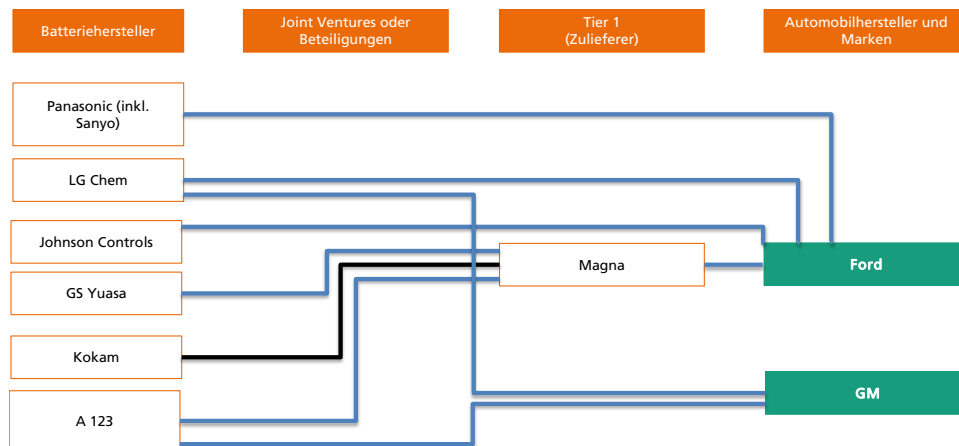 Batteriehersteller
Joint Ventures oder
Beteiligungen
Tier 1
(Zulieferer)
Automobilhersteller und
Marken
Panasonic (inkl.
Sanyo)
LG Chem
Johnson Controls
Magna
Ford
GS Yuasa
Kokam
GM
A 123